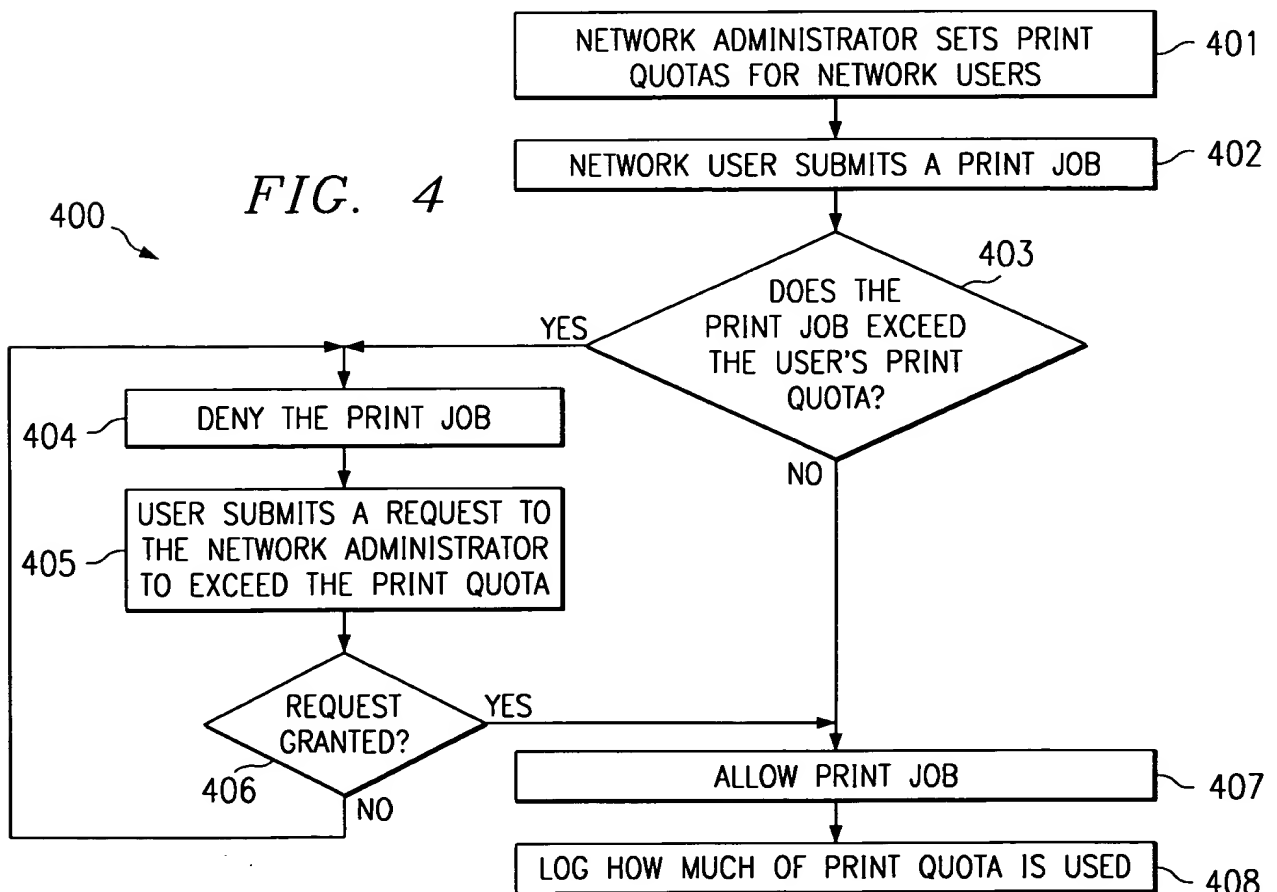 NETWORK ADMINISTRATOR SETS PRINT
QUOTAS FOR NETWORK USERS
401
NETWORK USER SUBMITS A PRINT JOB
402
FIG. 4
400
403
DOES THE
PRINT JOB EXCEED
THE USER'S PRINT
QUOTA?
YES
NO
DENY THE PRINT JOB
404
USER SUBMITS A REQUEST TO
THE NETWORK ADMINISTRATOR
TO EXCEED THE PRINT QUOTA
405
REQUEST
GRANTED?
YES
406
NO
ALLOW PRINT JOB
407
LOG HOW MUCH OF PRINT QUOTA IS USED
408